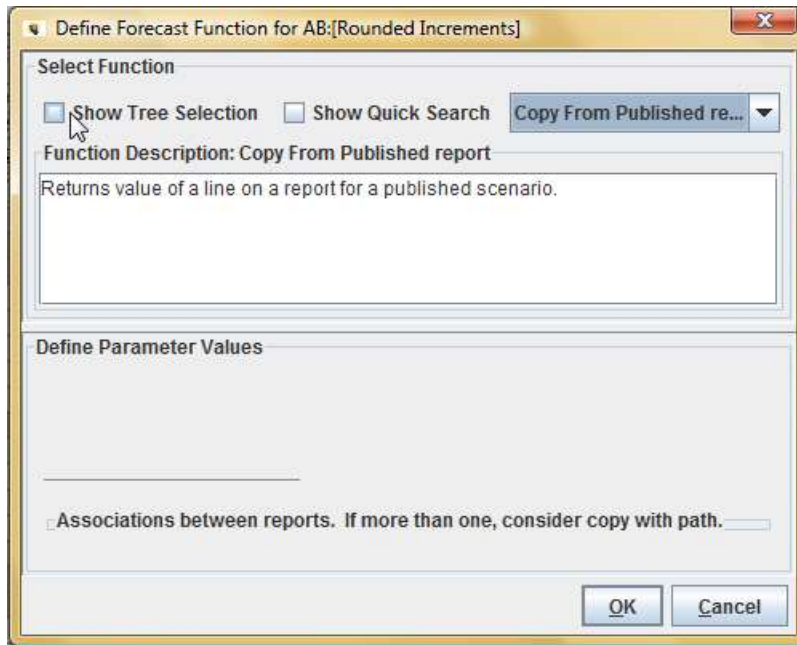 Define Forecast Function for AB:[Rounded Increments]
Select Function
Show Tree Selection Show Quick Search Copy From Published re...
Function Description: Copy From Published report
Returns value of a line on a report for a published scenario.
Define Parameter Values
Associations between reports. If more than one, consider copy with path.
OK Cancel